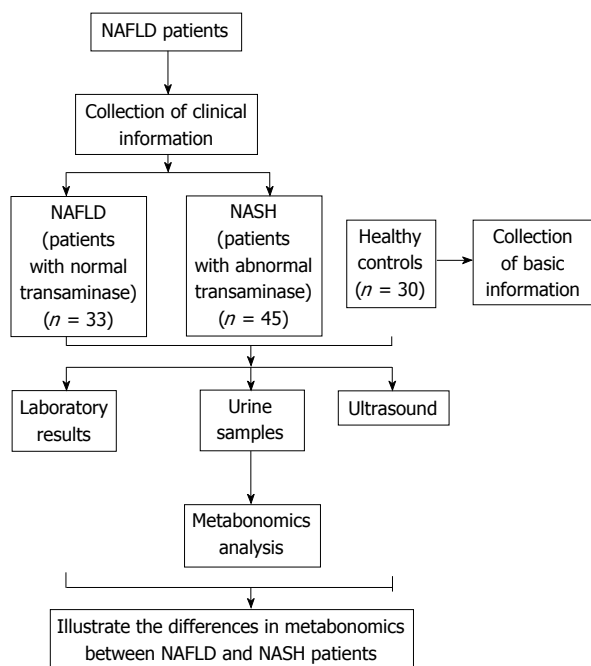 NAFLD patients
Collection of clinical
information
NAFLD
(patients
with normal
transaminase)
(n = 33)
NASH
(patients
with abnormal
transaminase)
(n = 45)
Healthy
controls
(n = 30)
Collection
of basic
information
Laboratory
results
Urine
samples
Ultrasound
Metabonomics
analysis
Illustrate the differences in metabonomics
between NAFLD and NASH patients